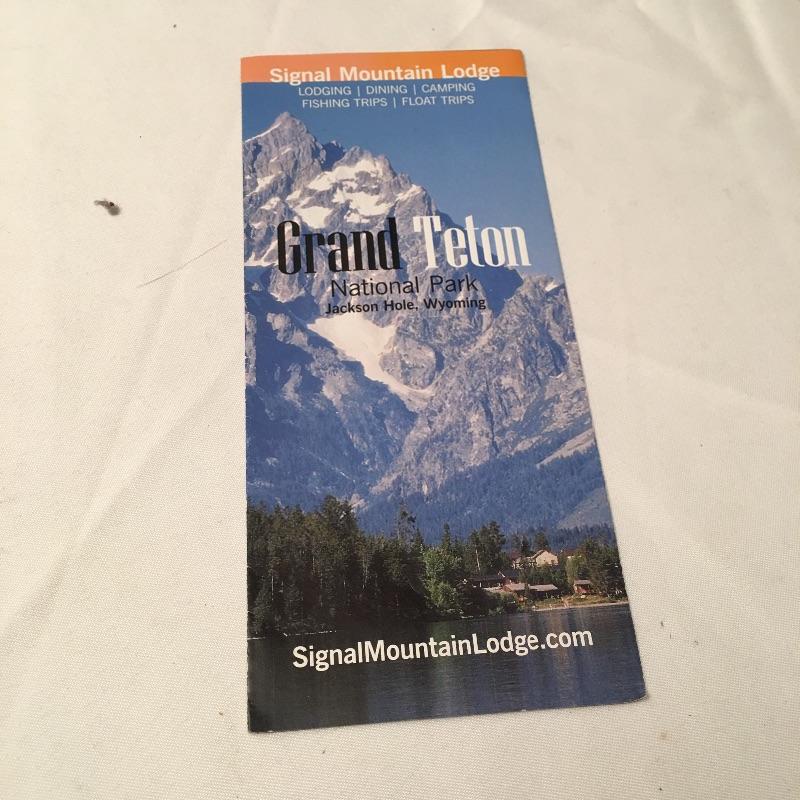 Signal Mountain Lodge
LODGING | DINING | CAMPING
FISHING TRIPS | FLOAT TRIPS
Grand Teton
National Park
Jackson Hole, Wyoming
SignalMountainLodge.com